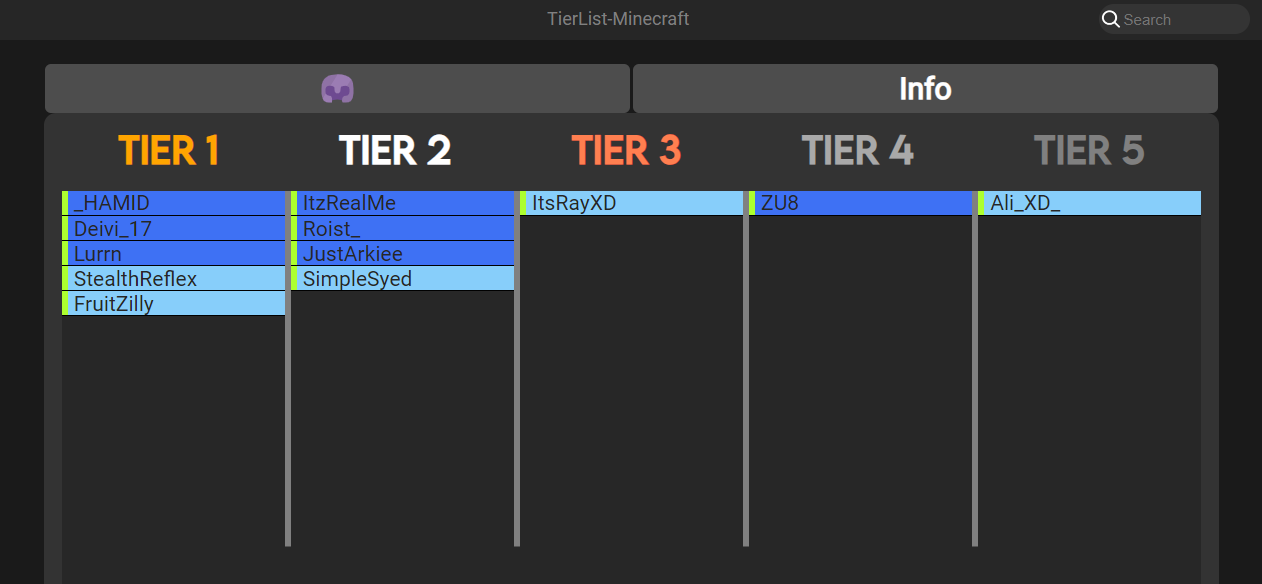 TierList-Minecraft
Search
Info
TIER 1
TIER 2
TIER 3
TIER 4
TIER 5
_HAMID
Deivi_17
Lurrn
StealthReflex
FruitZilly
ItzRealMe
Roist_
JustArkiee
SimpleSyed
ItsRayXD
ZU8
Ali_XD_